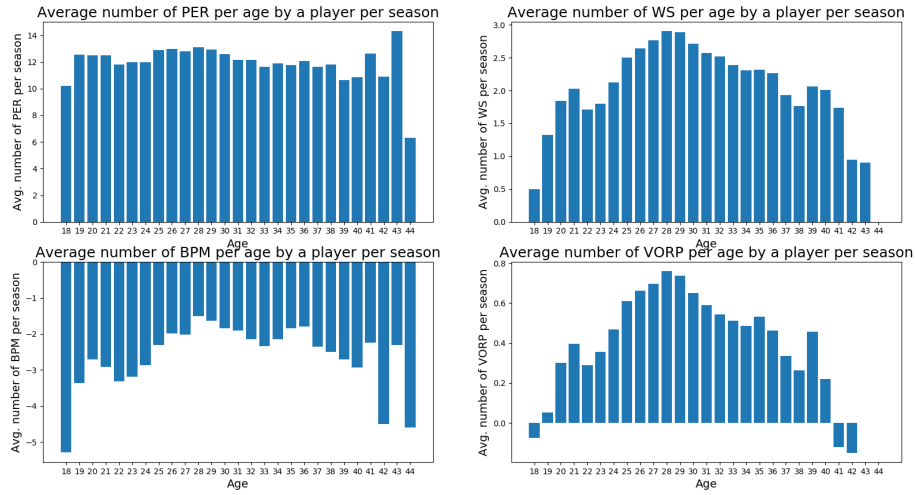 Average number of PER per age by a player per season
Avg. number of PER per season
14
12
10
8
6
4
2
0
18 19 20 21 22 23 24 25 26 27 28 29 30 31 32 33 34 35 36 37 38 39 40 41 42 43 44
Age
Average number of WS per age by a player per season
Avg. number of WS per season
3.0
2.5
2.0
1.5
1.0
0.5
0.0
18 19 20 21 22 23 24 25 26 27 28 29 30 31 32 33 34 35 36 37 38 39 40 41 42 43 44
Age
Average number of BPM per age by a player per season
Avg. number of BPM per season
0
−1
−2
−3
−4
−5
18 19 20 21 22 23 24 25 26 27 28 29 30 31 32 33 34 35 36 37 38 39 40 41 42 43 44
Age
Average number of VORP per age by a player per season
Avg. number of VORP per season
0.8
0.6
0.4
0.2
0.0
18 19 20 21 22 23 24 25 26 27 28 29 30 31 32 33 34 35 36 37 38 39 40 41 42 43 44
Age